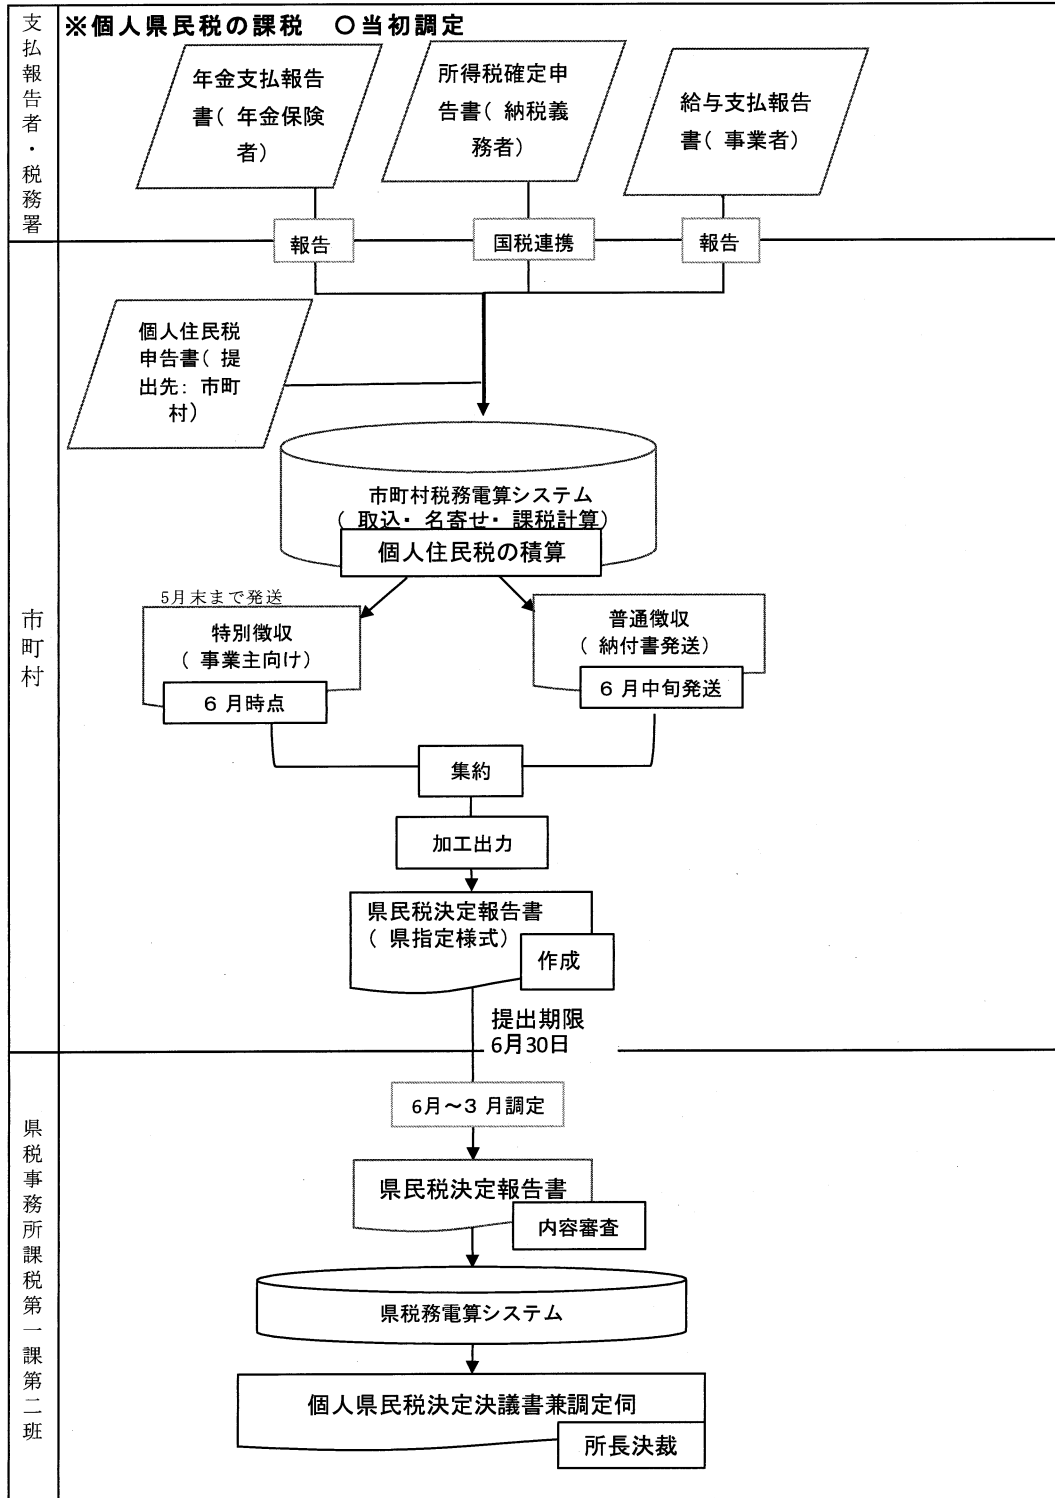 ※個人県民税の課税　〇当初調定
支払報告者・税務署
年金支払報告
書( 年金保険
者)
所得税確定申
告書( 納税義
務者)
給与支払報告
書( 事業者)
報告
国税連携
報告
市町村
個人住民税
申告書( 提
出先: 市町
村)
市町村税務電算システム
( 取込・ 名寄せ・ 課税計算)
個人住民税の積算
5月末まで発送
特別徴収
( 事業主向け)
６ 月時点
普通徴収
( 納付書発送)
６ 月中旬発送
集約
加工出力
県民税決定報告書
( 県指定様式)
作成
提出期限
6月30日
県税事務所課税第一課第二班
6月～３ 月調定
県民税決定報告書
内容審査
県税務電算システム
個人県民税決定決議書兼調定伺
所長決裁